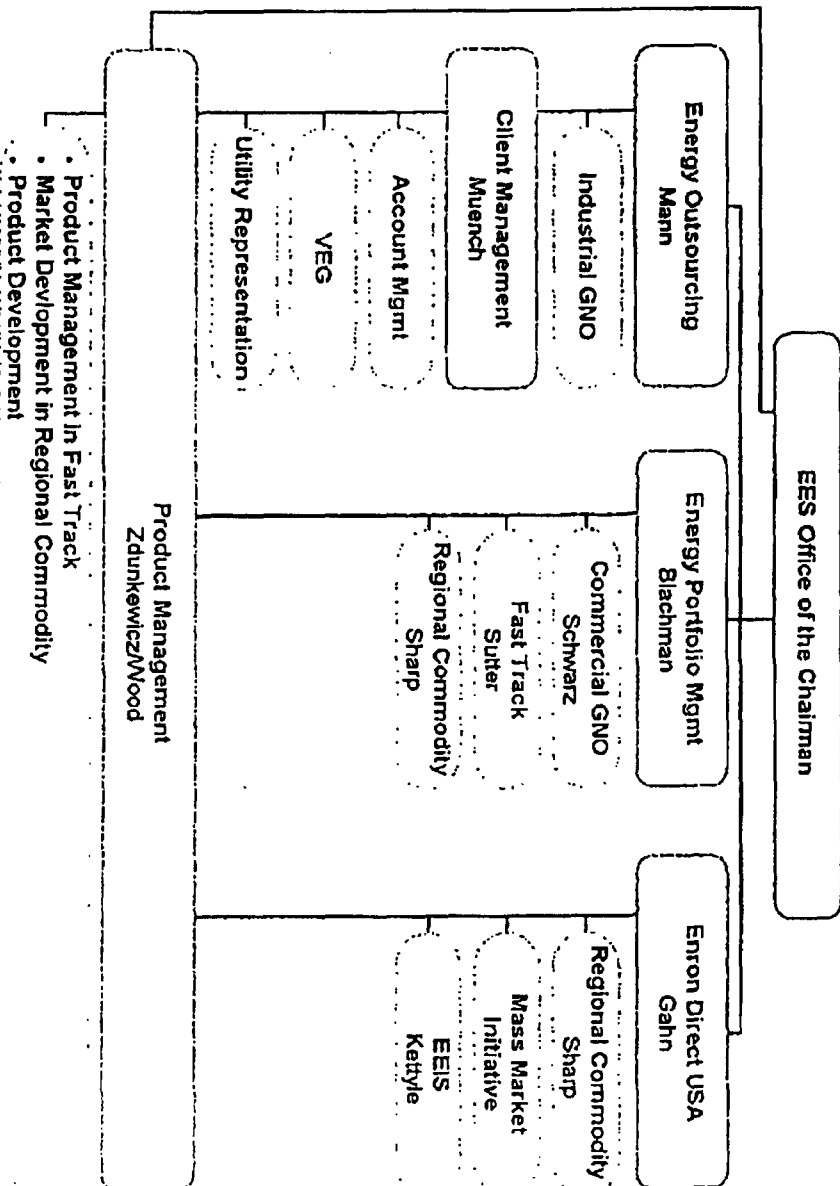 EES Office of the Chairman
Energy Outsourcing
Mann
Energy Portfolio Mgmt
Blachman
Enron Direct USA
Gahn
Industrial GNO
Client Management
Muench
Account Mgmt
VEG
Utility Representation
Commercial GNO
Schwarz
Fast Track
Sutter
Regional Commodity
Sharp
Regional Commodity
Sharp
Mass Market
Initiative
EEIS
Kettyle
Product Management
Zdunkewicz/Wood
• Product Management in Fast Track
• Market Devlopment in Regional Commodity
• Product Development